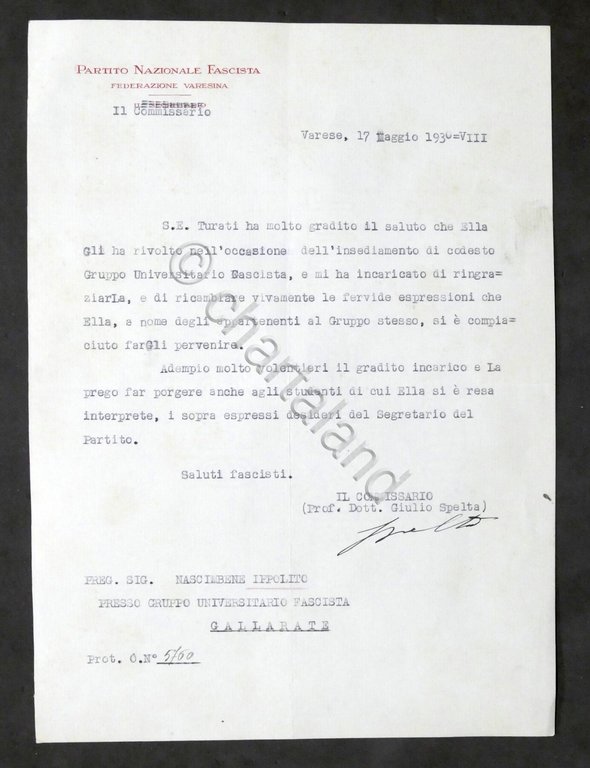 PARTITO NAZIONALE FASCISTA
FEDERAZIONE VARESINA
Il Commissario
Varese, 17 Maggio 1930=VIII
S.E. Turati ha molto gradito il saluto che Ella
Gli ha rivolto nell'occasione dell'insediamento di codesto
Gruppo Universitario Fascista, e mi ha incaricato di ringra=
ziarLa, e di ricambiare vivamente le fervide espressioni che
Ella, a nome degli appartenenti al Gruppo stesso, si è compia=
ciuto farGli pervenire.
Adempio molto volentieri il gradito incarico e La
prego far porgere anche agli studenti di cui Ella si è resa
interprete, i sopra espressi desideri del Segretario del
Partito.
Saluti fascisti.
IL COMMISSARIO
(Prof. Dott. Giulio Spelta)
Spelta
PREG. SIG. NASCIMBENE IPPOLITO
PRESSO GRUPPO UNIVERSITARIO FASCISTA
GALLARATE
Prot. O.N° 5/00
© chartaland